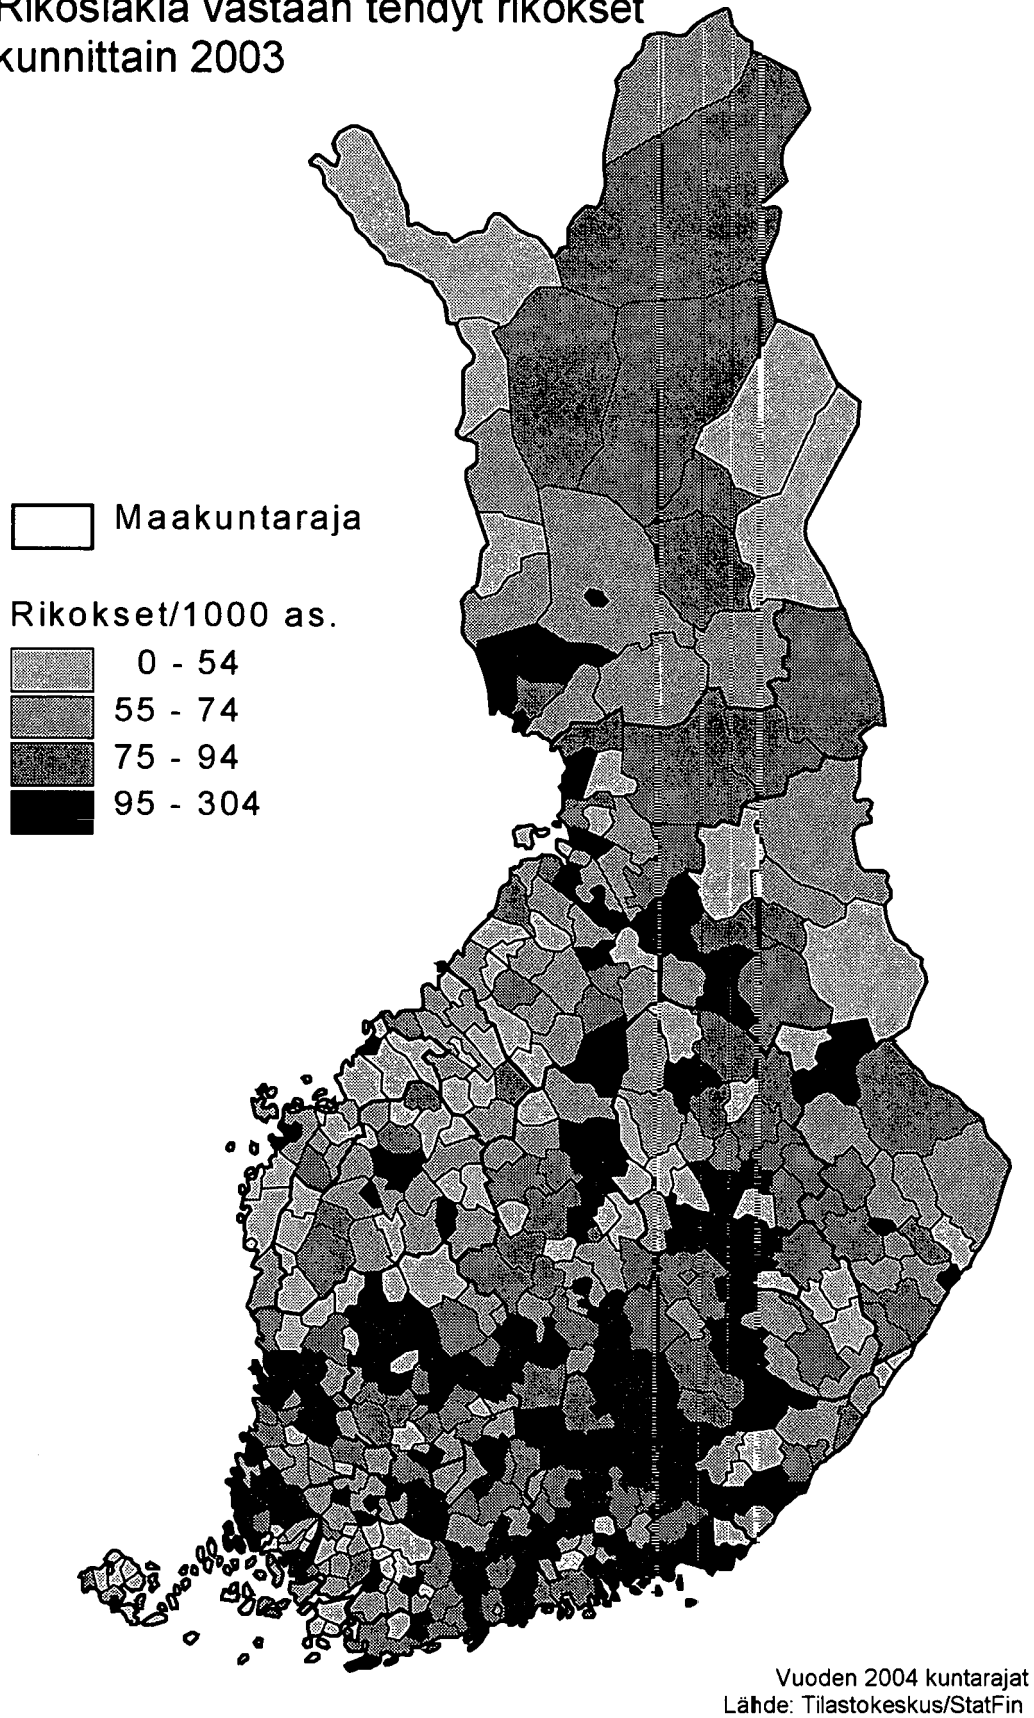 Rikoslakia vastaan tehdyt rikokset
kunnittain 2003
Maakuntaraja
Rikokset/1000 as.
0 - 54
55 - 74
75 - 94
95 - 304
Vuoden 2004 kuntarajat
Lähde: Tilastokeskus/StatFin